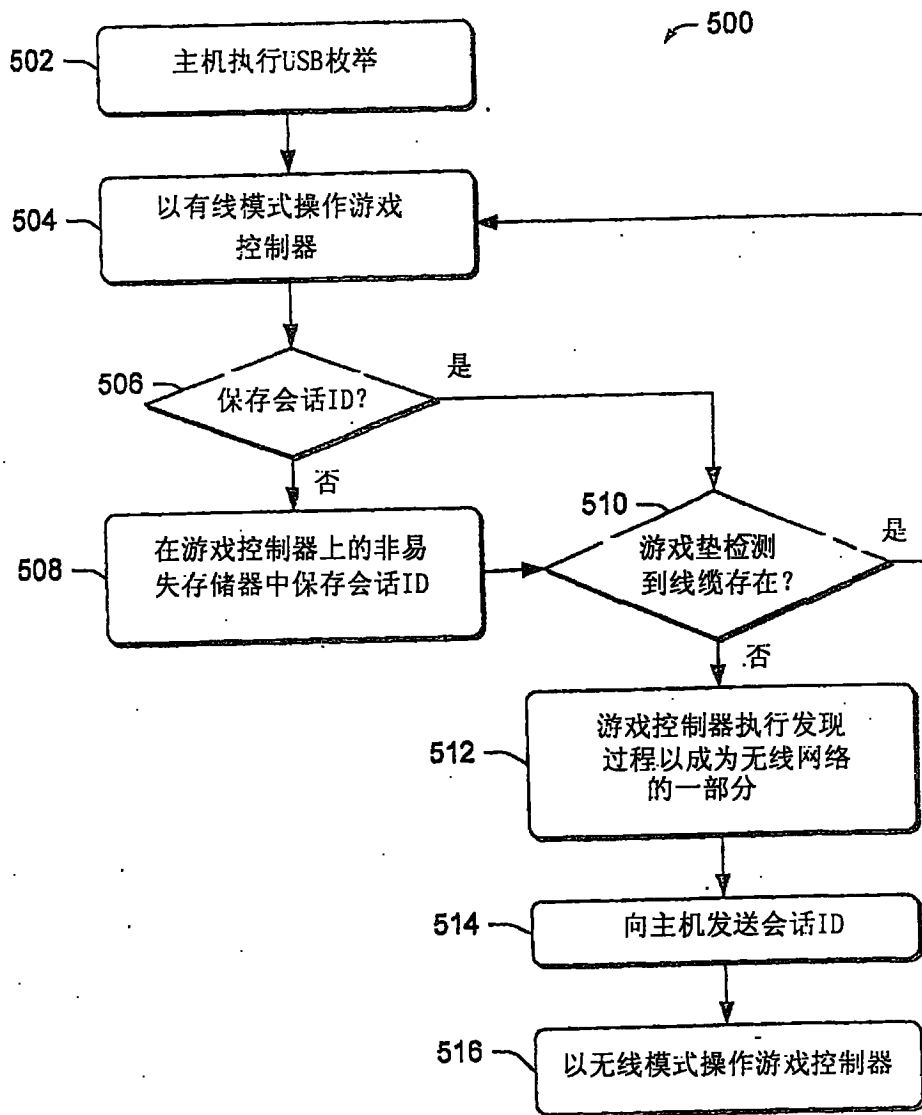 500
502
主机执行USB枚举
504
以有线模式操作游戏
控制器
506
保存会话ID?
是
否
508
在游戏控制器上的非易
失存储器中保存会话ID
510
游戏垫检测
到线缆存在?
是
否
512
游戏控制器执行发现
过程以成为无线网络
的一部分
514
向主机发送会话ID
516
以无线模式操作游戏控制器